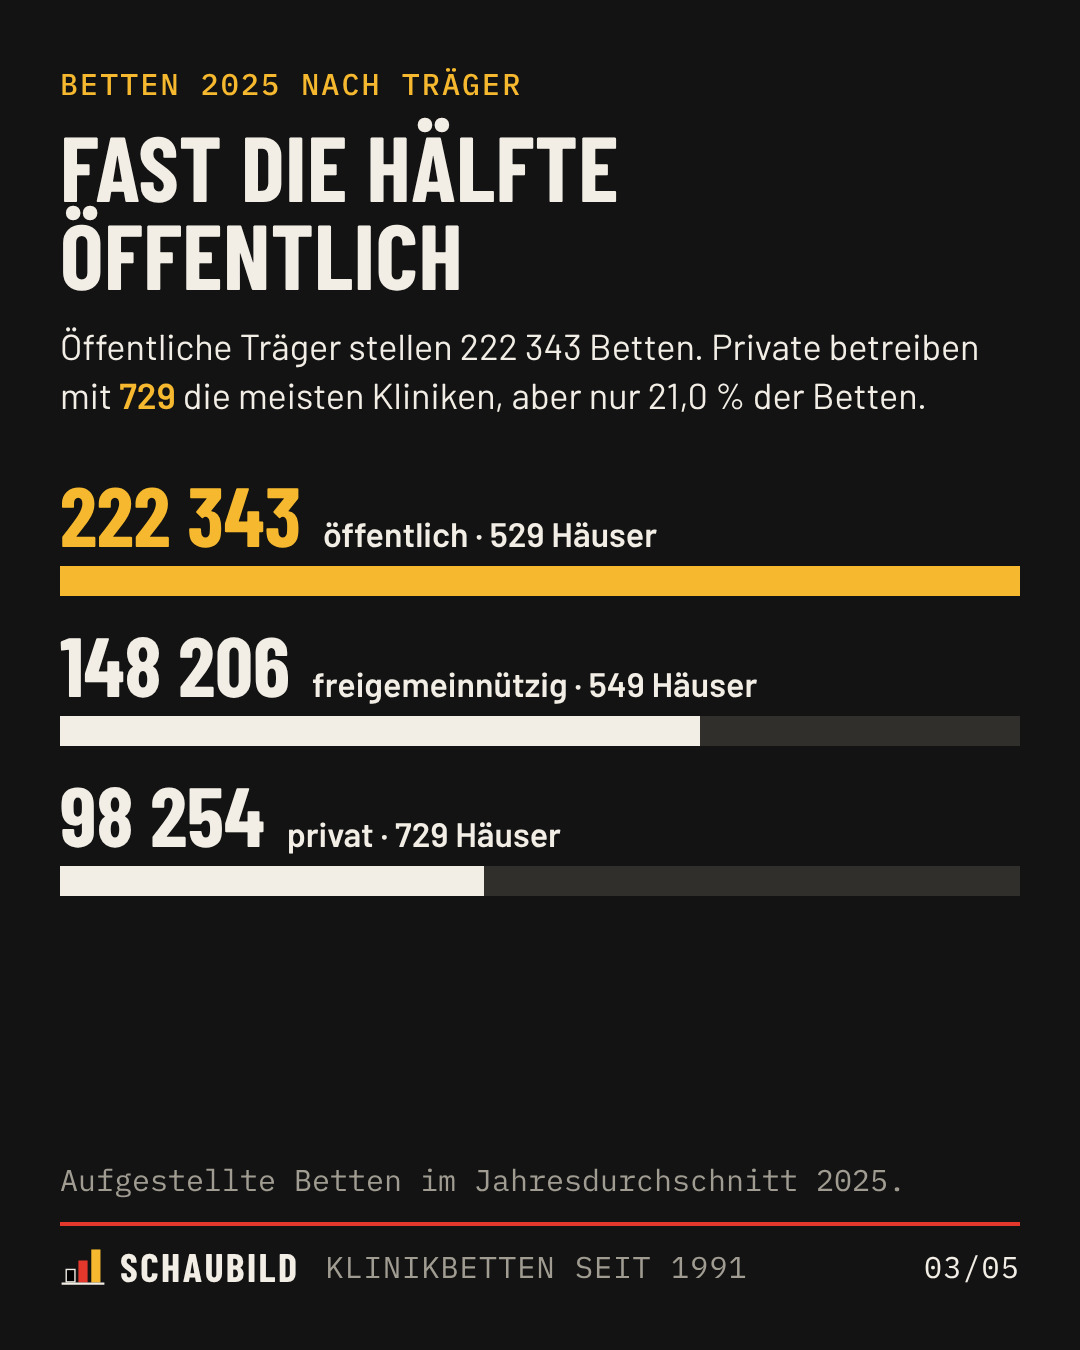 BETTEN 2025 NACH TRÄGER
FAST DIE HÄLFTE
ÖFFENTLICH
Öffentliche Träger stellen 222 343 Betten. Private betreiben
mit 729 die meisten Kliniken, aber nur 21,0 % der Betten.
222 343 öffentlich · 529 Häuser
148 206 freigemeinnützig · 549 Häuser
98 254 privat · 729 Häuser
Aufgestellte Betten im Jahresdurchschnitt 2025.
SCHAUBILD KLINIKBETTEN SEIT 1991 03/05